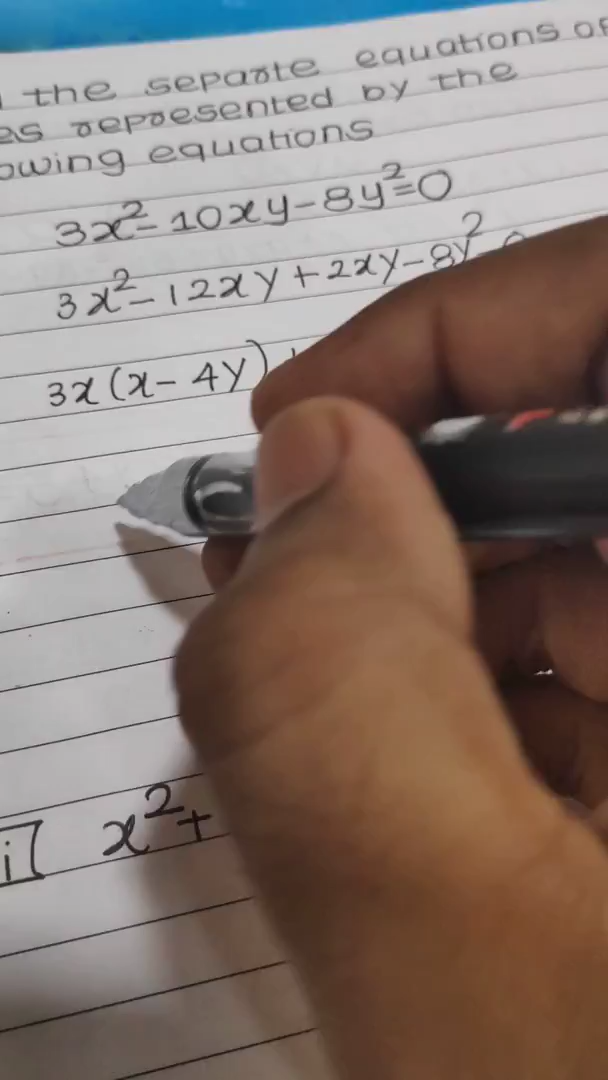 the separte equations of
es represented by the
owing equations
3x²-10xy-8y²=0
3x²-12xy+2xy-8y²
3x(x-4y)
i x²+